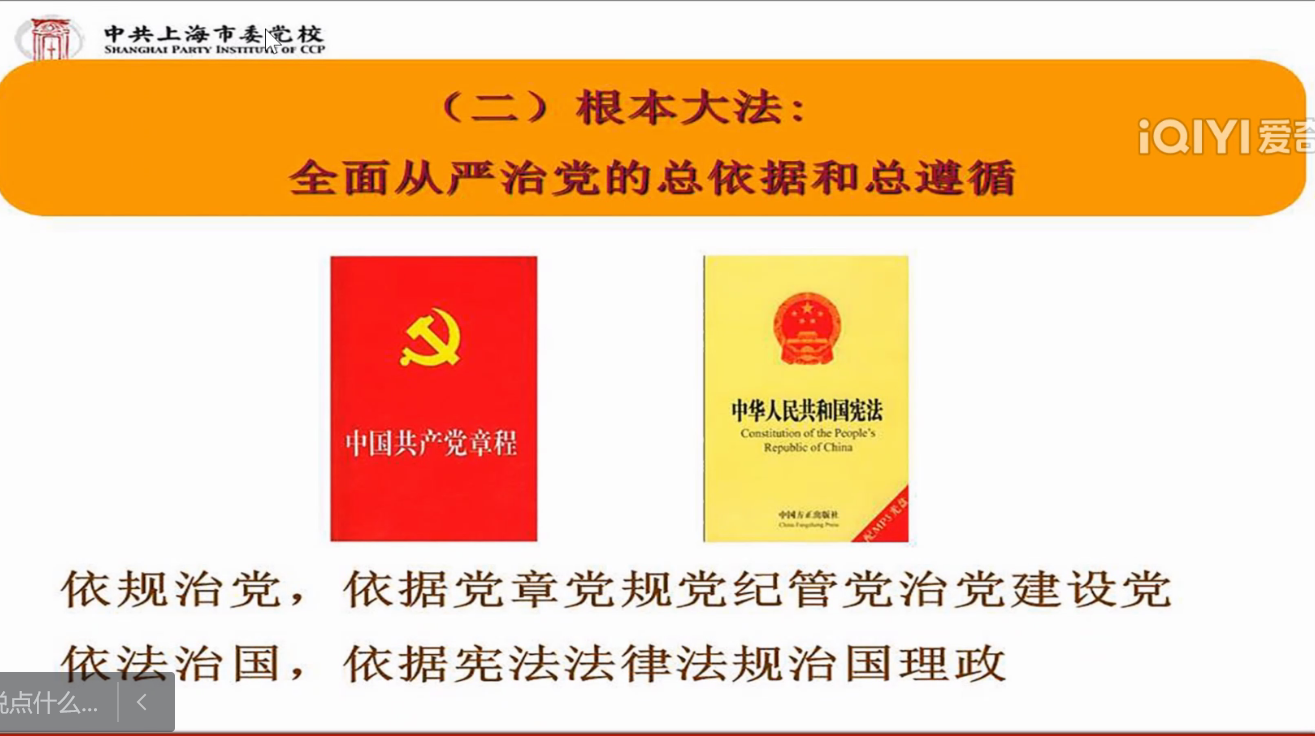 中共上海市委党校
SHANGHAI PARTY INSTITUTE OF CCP
（二）根本大法：
iQIYI 爱奇
全面从严治党的总依据和总遵循
中国共产党章程
中华人民共和国宪法
Constitution of the People's
Republic of China
中国方正出版社
China Fangzheng Press
配MP3光盘
依规治党，依据党章党规党纪管党治党建设党
依法治国，依据宪法法律法规治国理政
说点什么...